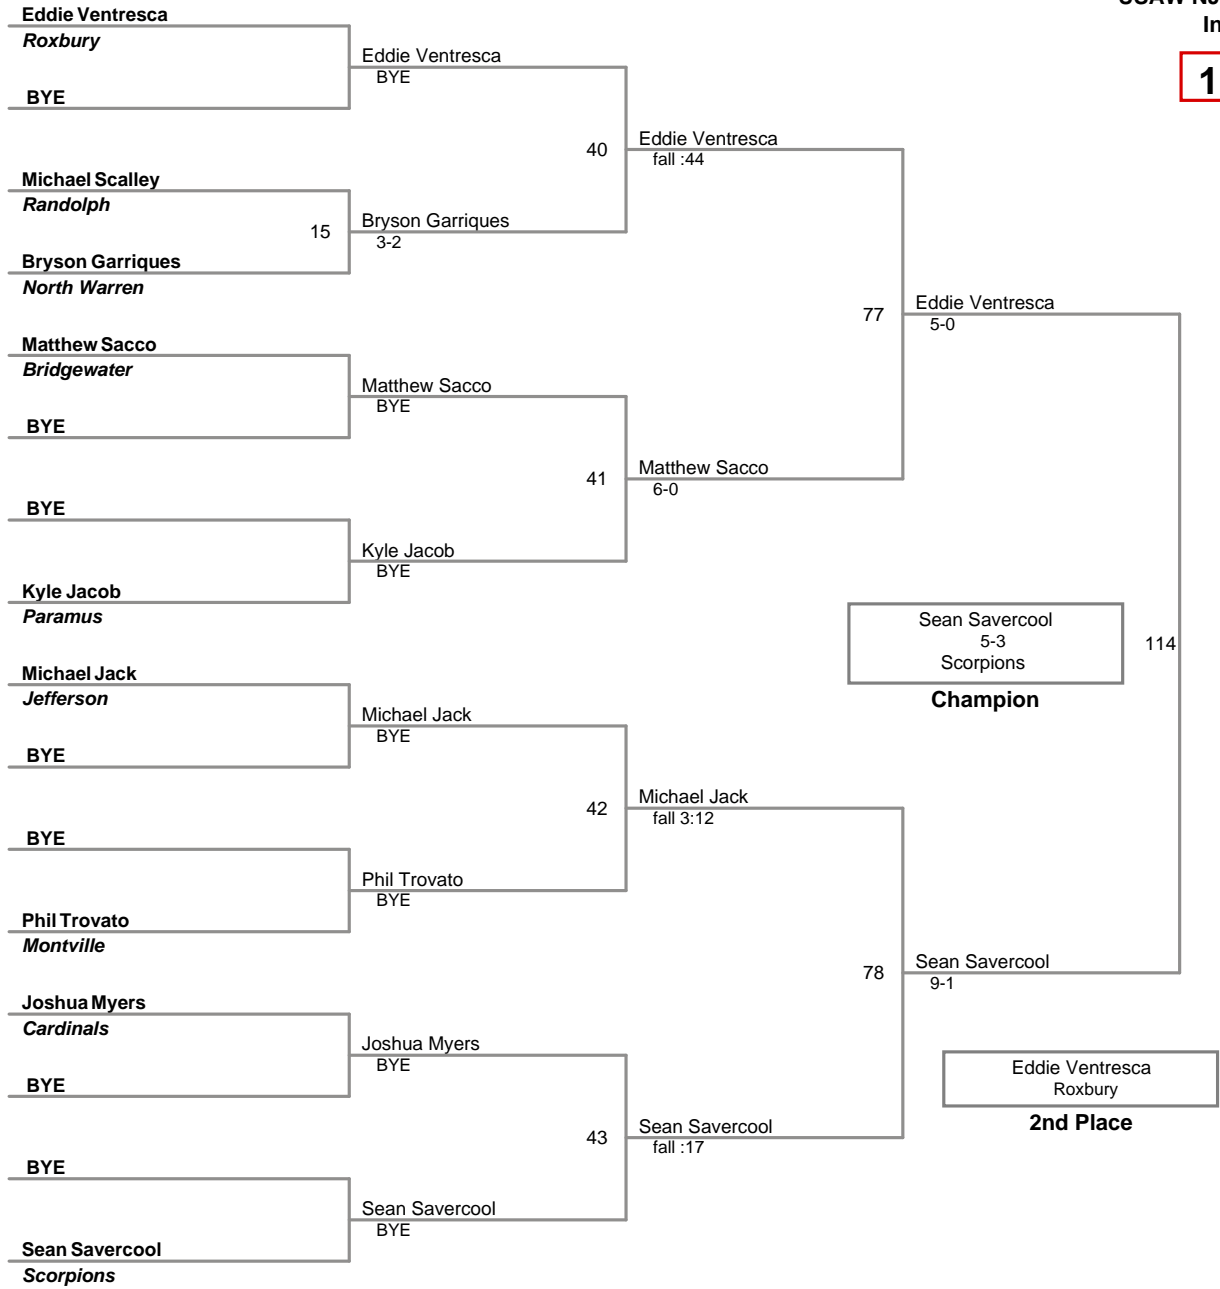 Eddie Ventresca
Roxbury
BYE
Michael Scalley
Randolph
15
Bryson Garriques
North Warren
Matthew Sacco
Bridgewater
BYE
BYE
Kyle Jacob
Paramus
Michael Jack
Jefferson
BYE
BYE
Phil Trovato
Montville
Joshua Myers
Cardinals
BYE
BYE
Sean Savercool
Scorpions
Eddie Ventresca
BYE
40
Bryson Garriques
3-2
Matthew Sacco
BYE
41
Kyle Jacob
BYE
Michael Jack
BYE
42
Phil Trovato
BYE
Joshua Myers
BYE
43
Sean Savercool
BYE
Eddie Ventresca
fall :44
77
Matthew Sacco
6-0
Michael Jack
fall 3:12
78
Sean Savercool
fall :17
Eddie Ventresca
5-0
114
Sean Savercool
9-1
Sean Savercool
5-3
Scorpions
Champion
Eddie Ventresca
Roxbury
2nd Place
In
1